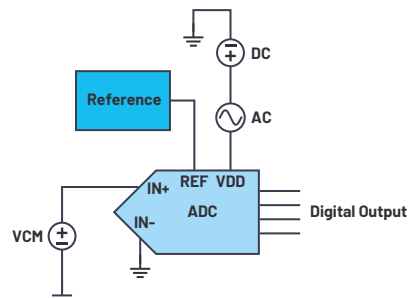 DC
Reference
AC
REF VDD
IN+
ADC
Digital Output
IN–
VCM